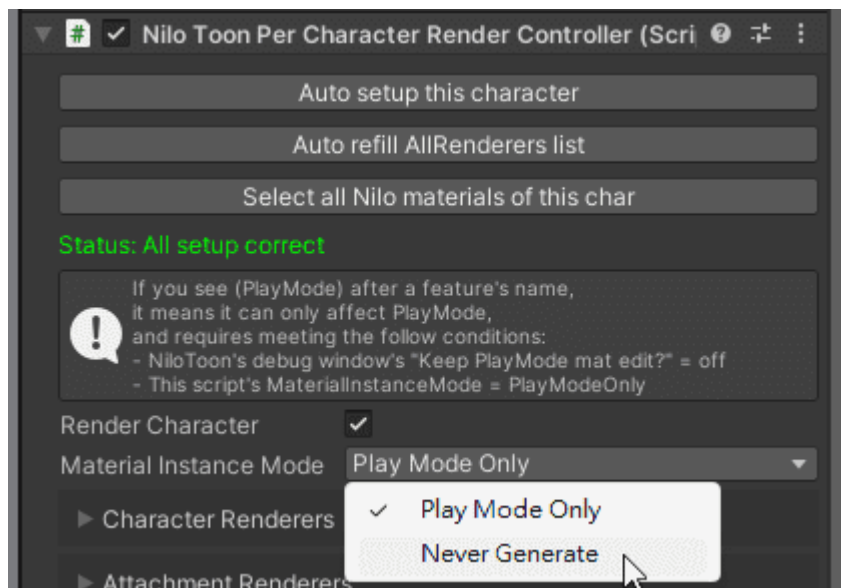 Nilo Toon Per Character Render Controller (Scri
Auto setup this character
Auto refill AllRenderers list
Select all Nilo materials of this char
Status: All setup correct
If you see (PlayMode) after a feature's name,
it means it can only affect PlayMode,
and requires meeting the follow conditions:
- NiloToon's debug window's "Keep PlayMode mat edit?" = off
- This script's MaterialInstanceMode = PlayModeOnly
Render Character
Material Instance Mode Play Mode Only
Character Renderers
Play Mode Only
Never Generate
Attachment Renderers